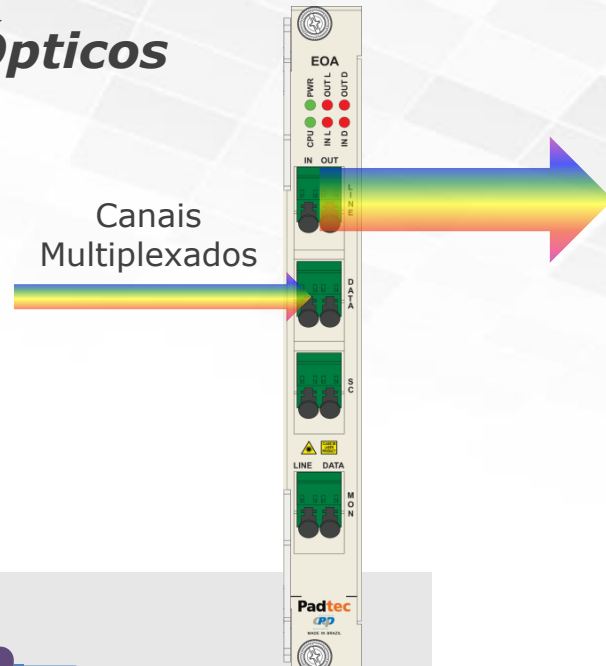 Ópticos
EOA
PWR OUT L OUT D
CPU IN L IN D
IN OUT
LINE
Canais
Multiplexados
DATA
SC
LINE DATA
MON
Padtec
MADE IN BRAZIL